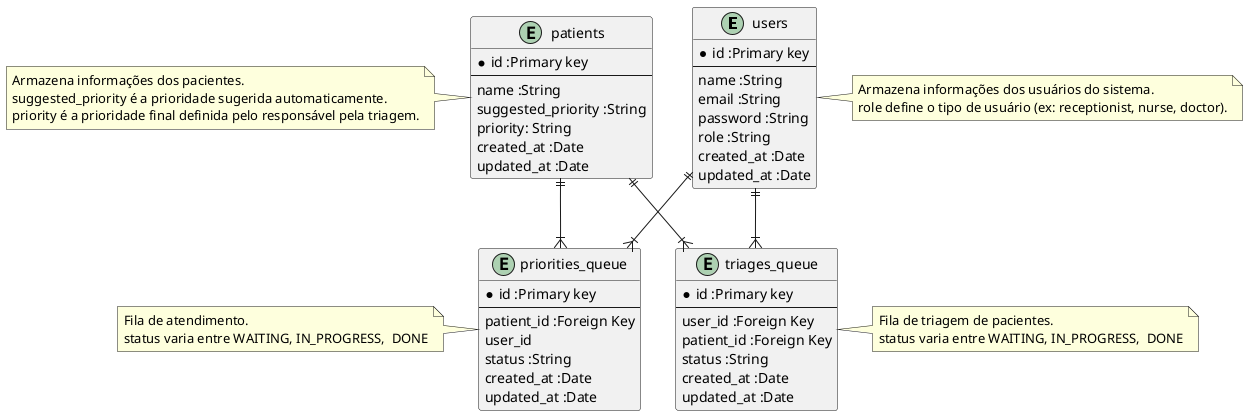 E patients
* id :Primary key
name :String
suggested_priority :String
priority: String
created_at :Date
updated_at :Date
E users
* id :Primary key
name :String
email :String
password :String
role :String
created_at :Date
updated_at :Date
Armazena informações dos pacientes.
suggested_priority é a prioridade sugerida automaticamente.
priority é a prioridade final definida pelo responsável pela triagem.
Armazena informações dos usuários do sistema.
role define o tipo de usuário (ex: receptionist, nurse, doctor).
E priorities_queue
* id :Primary key
patient_id :Foreign Key
user_id
status :String
created_at :Date
updated_at :Date
E triages_queue
* id :Primary key
user_id :Foreign Key
patient_id :Foreign Key
status :String
created_at :Date
updated_at :Date
Fila de atendimento.
status varia entre WAITING, IN_PROGRESS,  DONE
Fila de triagem de pacientes.
status varia entre WAITING, IN_PROGRESS,  DONE